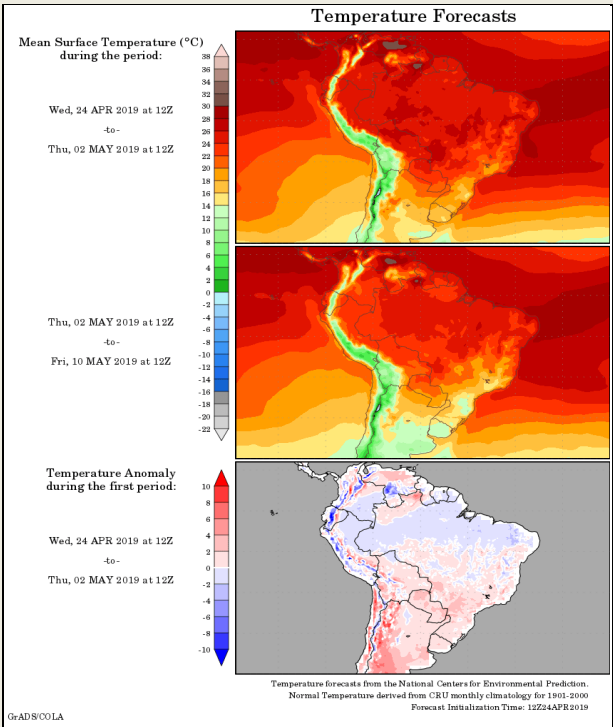 Temperature Forecasts
Mean Surface Temperature (°C)
during the period:
Wed, 24 APR 2019 at 12Z
-to-
Thu, 02 MAY 2019 at 12Z
38
36
34
32
30
28
26
24
22
20
18
16
14
12
10
8
6
4
2
0
-2
-4
-6
-8
-10
-12
-14
-16
-18
-20
-22
Thu, 02 MAY 2019 at 12Z
-to-
Fri, 10 MAY 2019 at 12Z
Temperature Anomaly
during the first period:
Wed, 24 APR 2019 at 12Z
-to-
Thu, 02 MAY 2019 at 12Z
10
8
6
4
2
0
-2
-4
-6
-8
-10
Temperature forecasts from the National Centers for Environmental Prediction.
Normal Temperature derived from CRU monthly climatology for 1901-2000
Forecast Initialization Time: 12Z24APR2019
GrADS/COLA